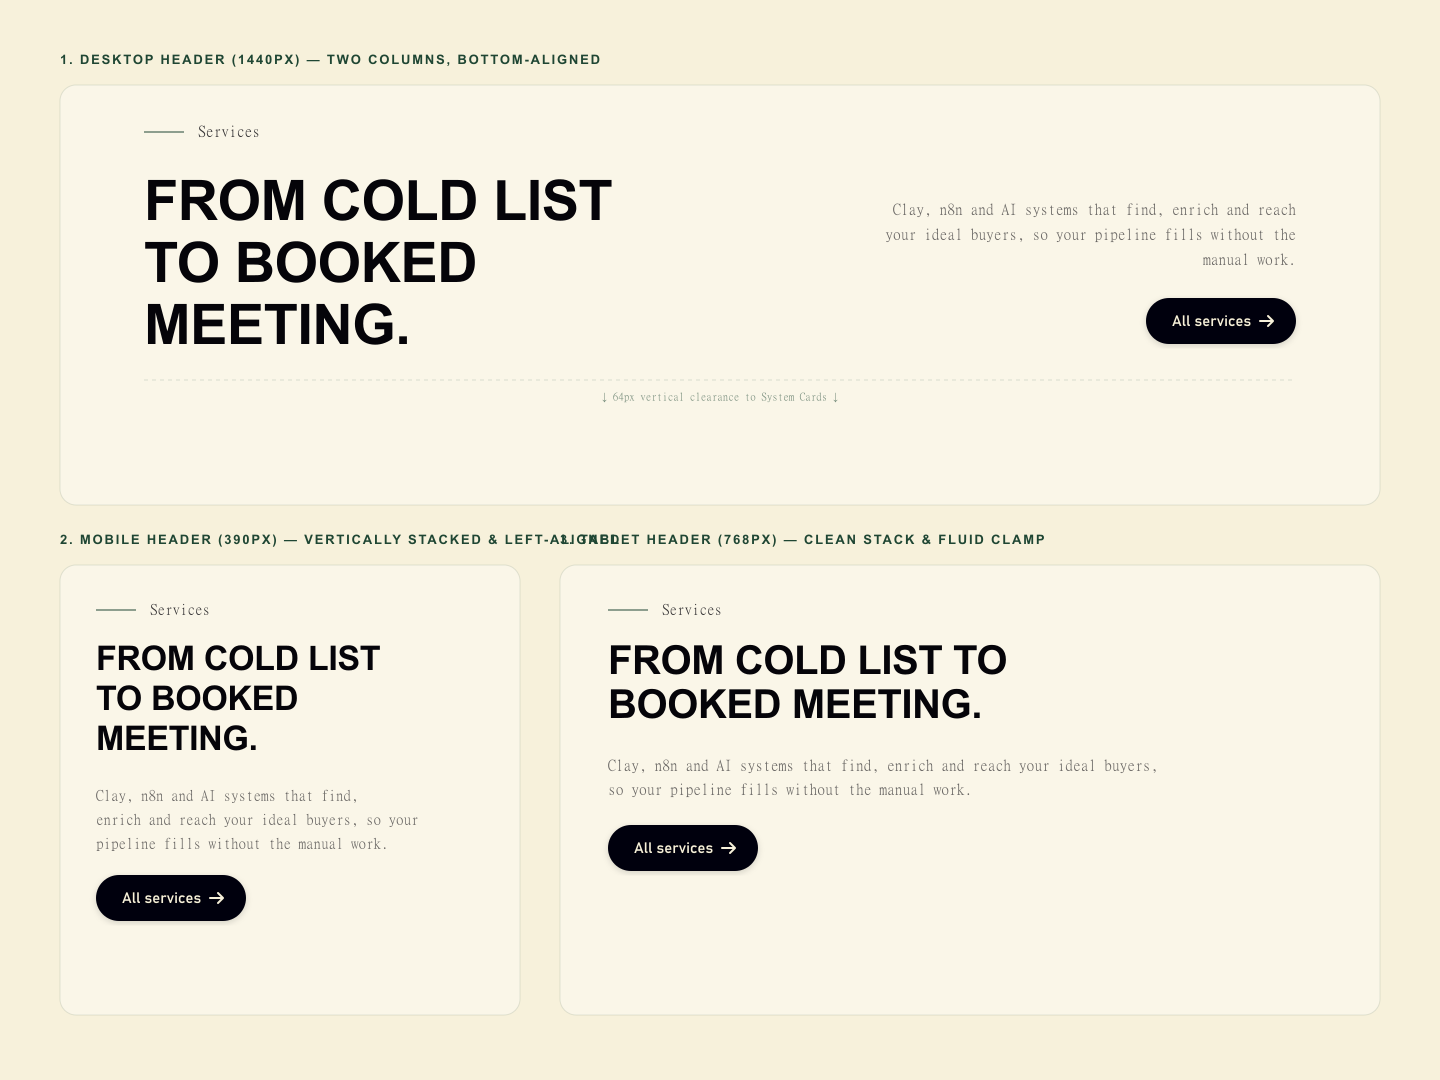 1. DESKTOP HEADER (1440PX) — TWO COLUMNS, BOTTOM-ALIGNED
Services
FROM COLD LIST
TO BOOKED
MEETING.
Clay, n8n and AI systems that find, enrich and reach
your ideal buyers, so your pipeline fills without the
manual work.
All services →
↓ 64px vertical clearance to System Cards ↓
2. MOBILE HEADER (390PX) — VERTICALLY STACKED & LEFT-ALIGNED
Services
FROM COLD LIST
TO BOOKED
MEETING.
Clay, n8n and AI systems that find,
enrich and reach your ideal buyers, so your
pipeline fills without the manual work.
All services →
3. TABLET HEADER (768PX) — CLEAN STACK & FLUID CLAMP
Services
FROM COLD LIST TO
BOOKED MEETING.
Clay, n8n and AI systems that find, enrich and reach your ideal buyers,
so your pipeline fills without the manual work.
All services →